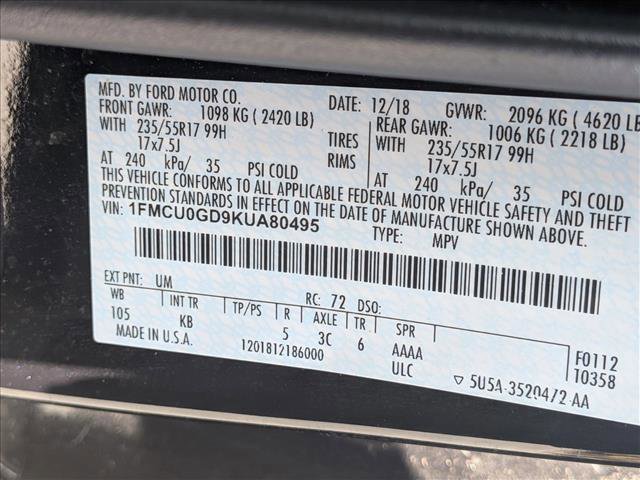 MFD. BY FORD MOTOR CO. DATE: 12/18 GVWR: 2096 KG ( 4620 LB
FRONT GAWR: 1098 KG ( 2420 LB) REAR GAWR: 1006 KG ( 2218 LB)
WITH 235/55R17 99H TIRES WITH 235/55R17 99H
17x7.5J RIMS 17x7.5J
AT 240 kPa/ 35 PSI COLD AT 240 kPa/ 35 PSI COLD
THIS VEHICLE CONFORMS TO ALL APPLICABLE FEDERAL MOTOR VEHICLE SAFETY AND THEFT
PREVENTION STANDARDS IN EFFECT ON THE DATE OF MANUFACTURE SHOWN ABOVE.
VIN: 1FMCU0GD9KUA80495
TYPE: MPV
EXT PNT: UM RC: 72 DSO:
WB INT TR TP/PS R AXLE TR SPR F0112
105 KB 5 3C 6 AAAA T0358
MADE IN U.S.A. 1201812186000 ULC
▽ 5U5A-3520472-AA